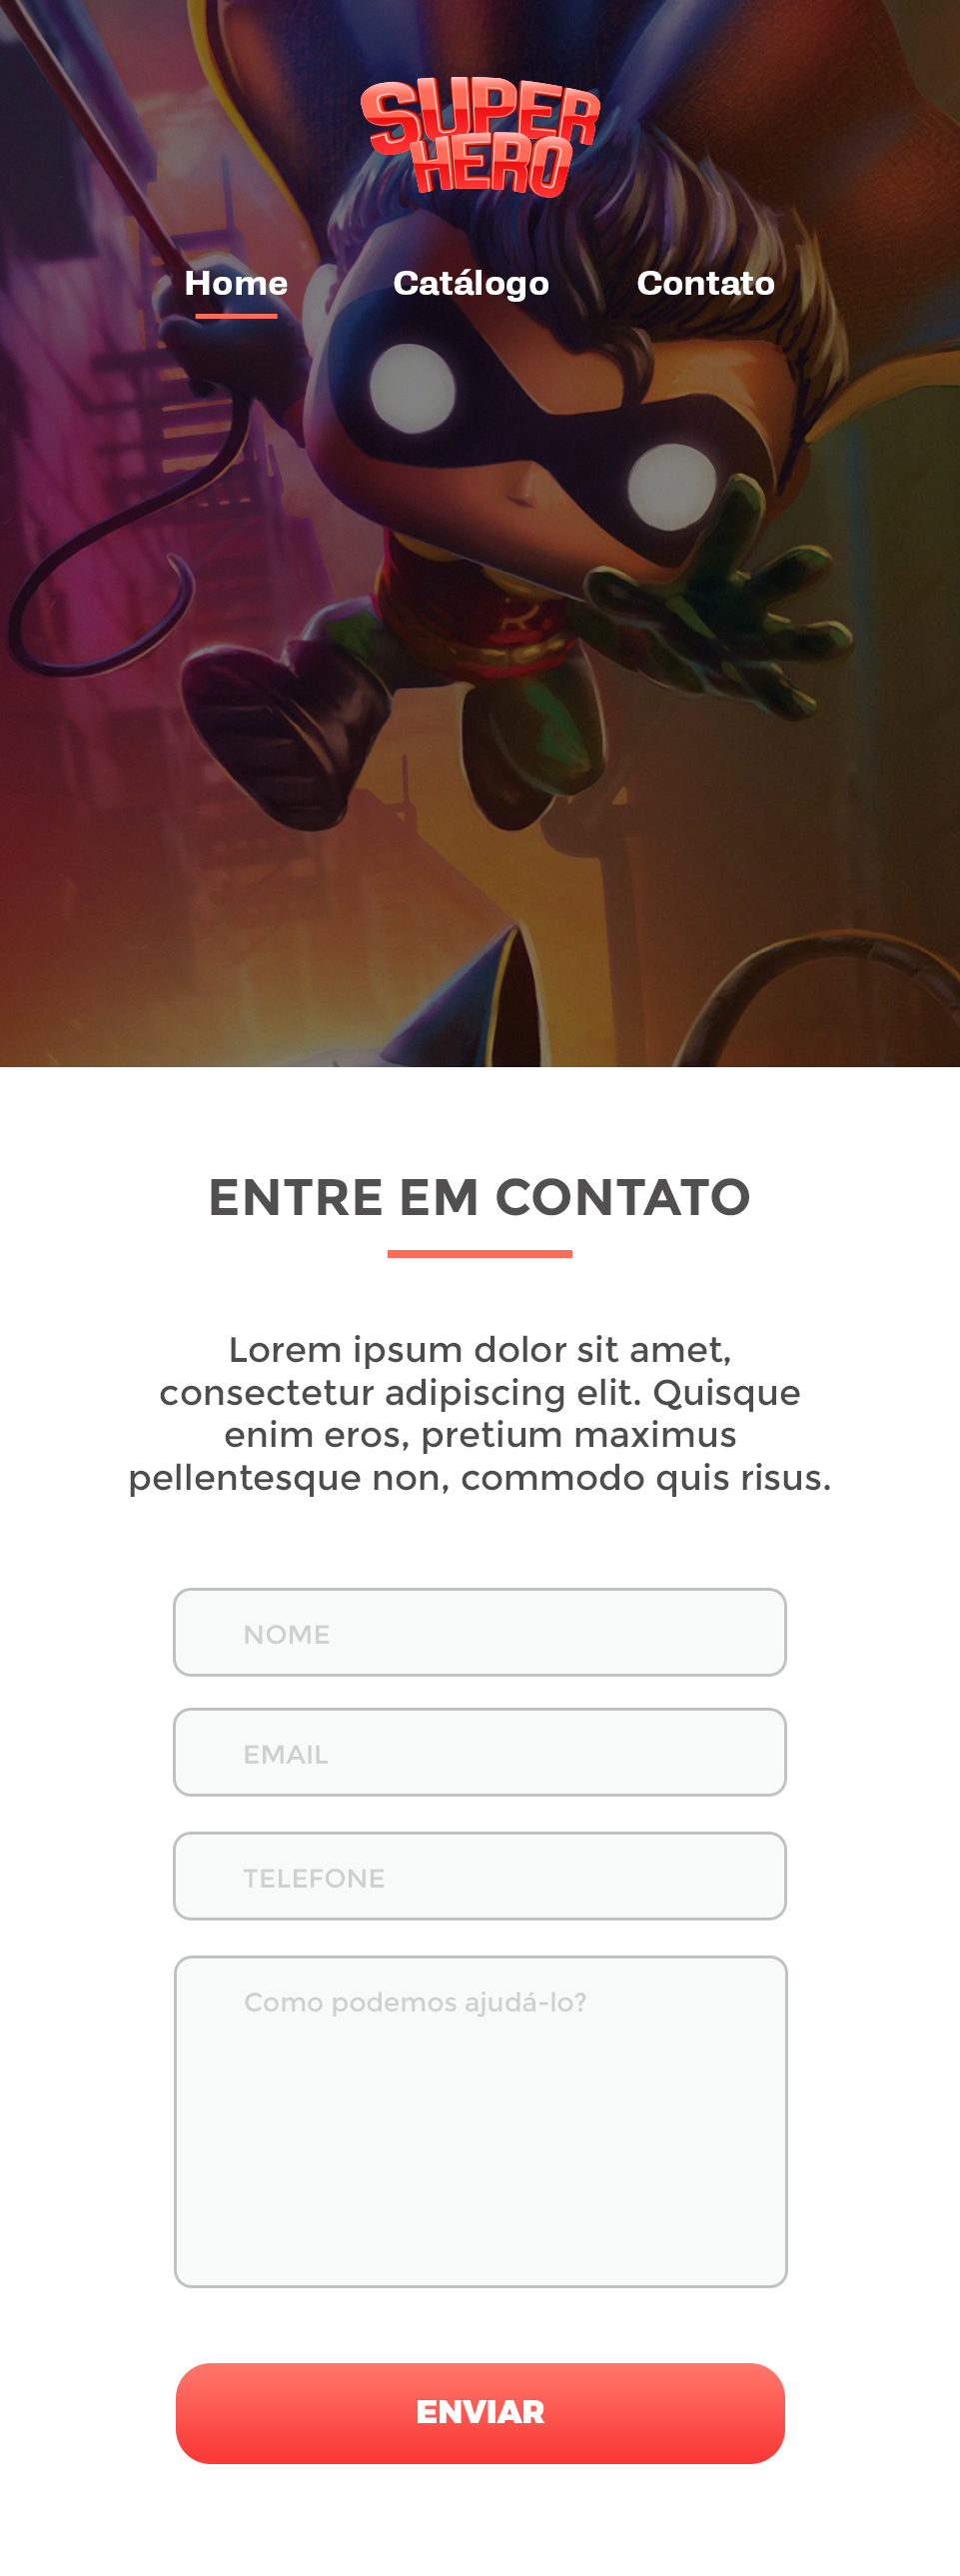 SUPER
HERO
Home Catálogo Contato
ENTRE EM CONTATO
Lorem ipsum dolor sit amet,
consectetur adipiscing elit. Quisque
enim eros, pretium maximus
pellentesque non, commodo quis risus.
NOME
EMAIL
TELEFONE
Como podemos ajudá-lo?
ENVIAR